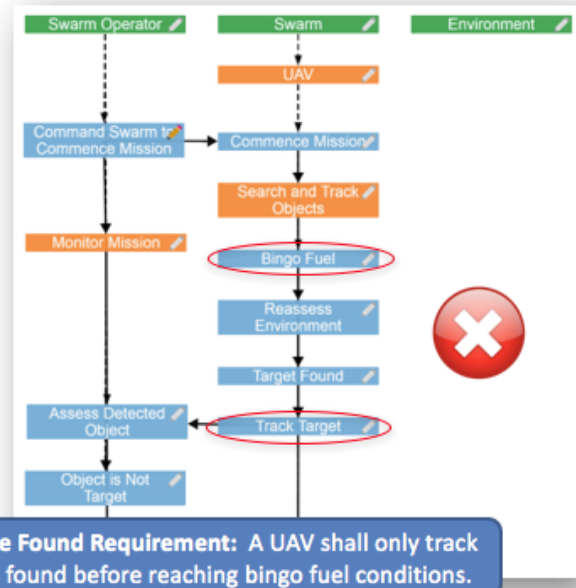 Swarm Operator
Swarm
Environment
UAV
Command Swarm to
Commence Mission
Commence Mission
Search and Track
Objects
Monitor Mission
Bingo Fuel
Reassess
Environment
Target Found
Assess Detected
Object
Track Target
Object is Not
Target
Found Requirement: A UAV shall only track
found before reaching bingo fuel conditions.